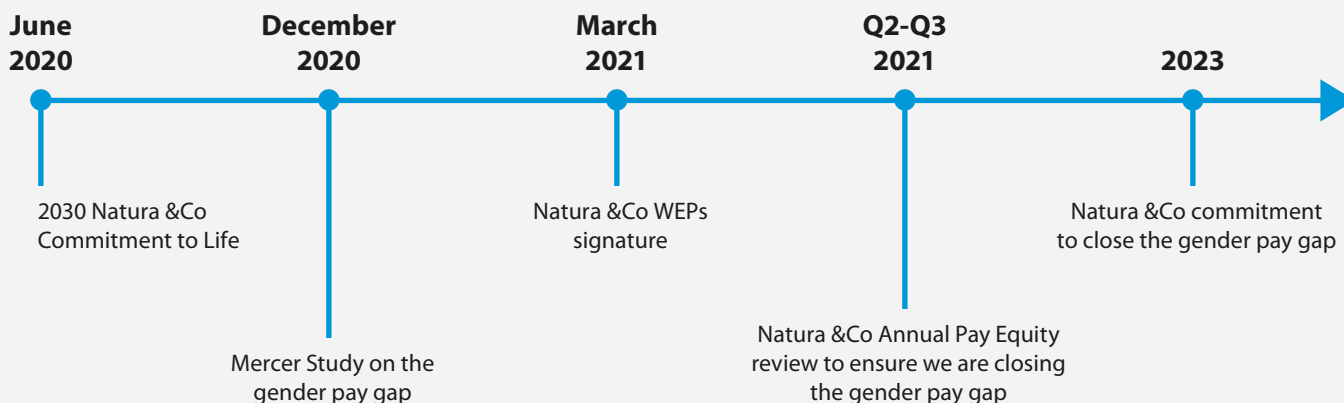 June
2020
December
2020
March
2021
Q2-Q3
2021
2023
2030 Natura &Co
Commitment to Life
Mercer Study on the
gender pay gap
Natura &Co WEPs
signature
Natura &Co Annual Pay Equity
review to ensure we are closing
the gender pay gap
Natura &Co commitment
to close the gender pay gap